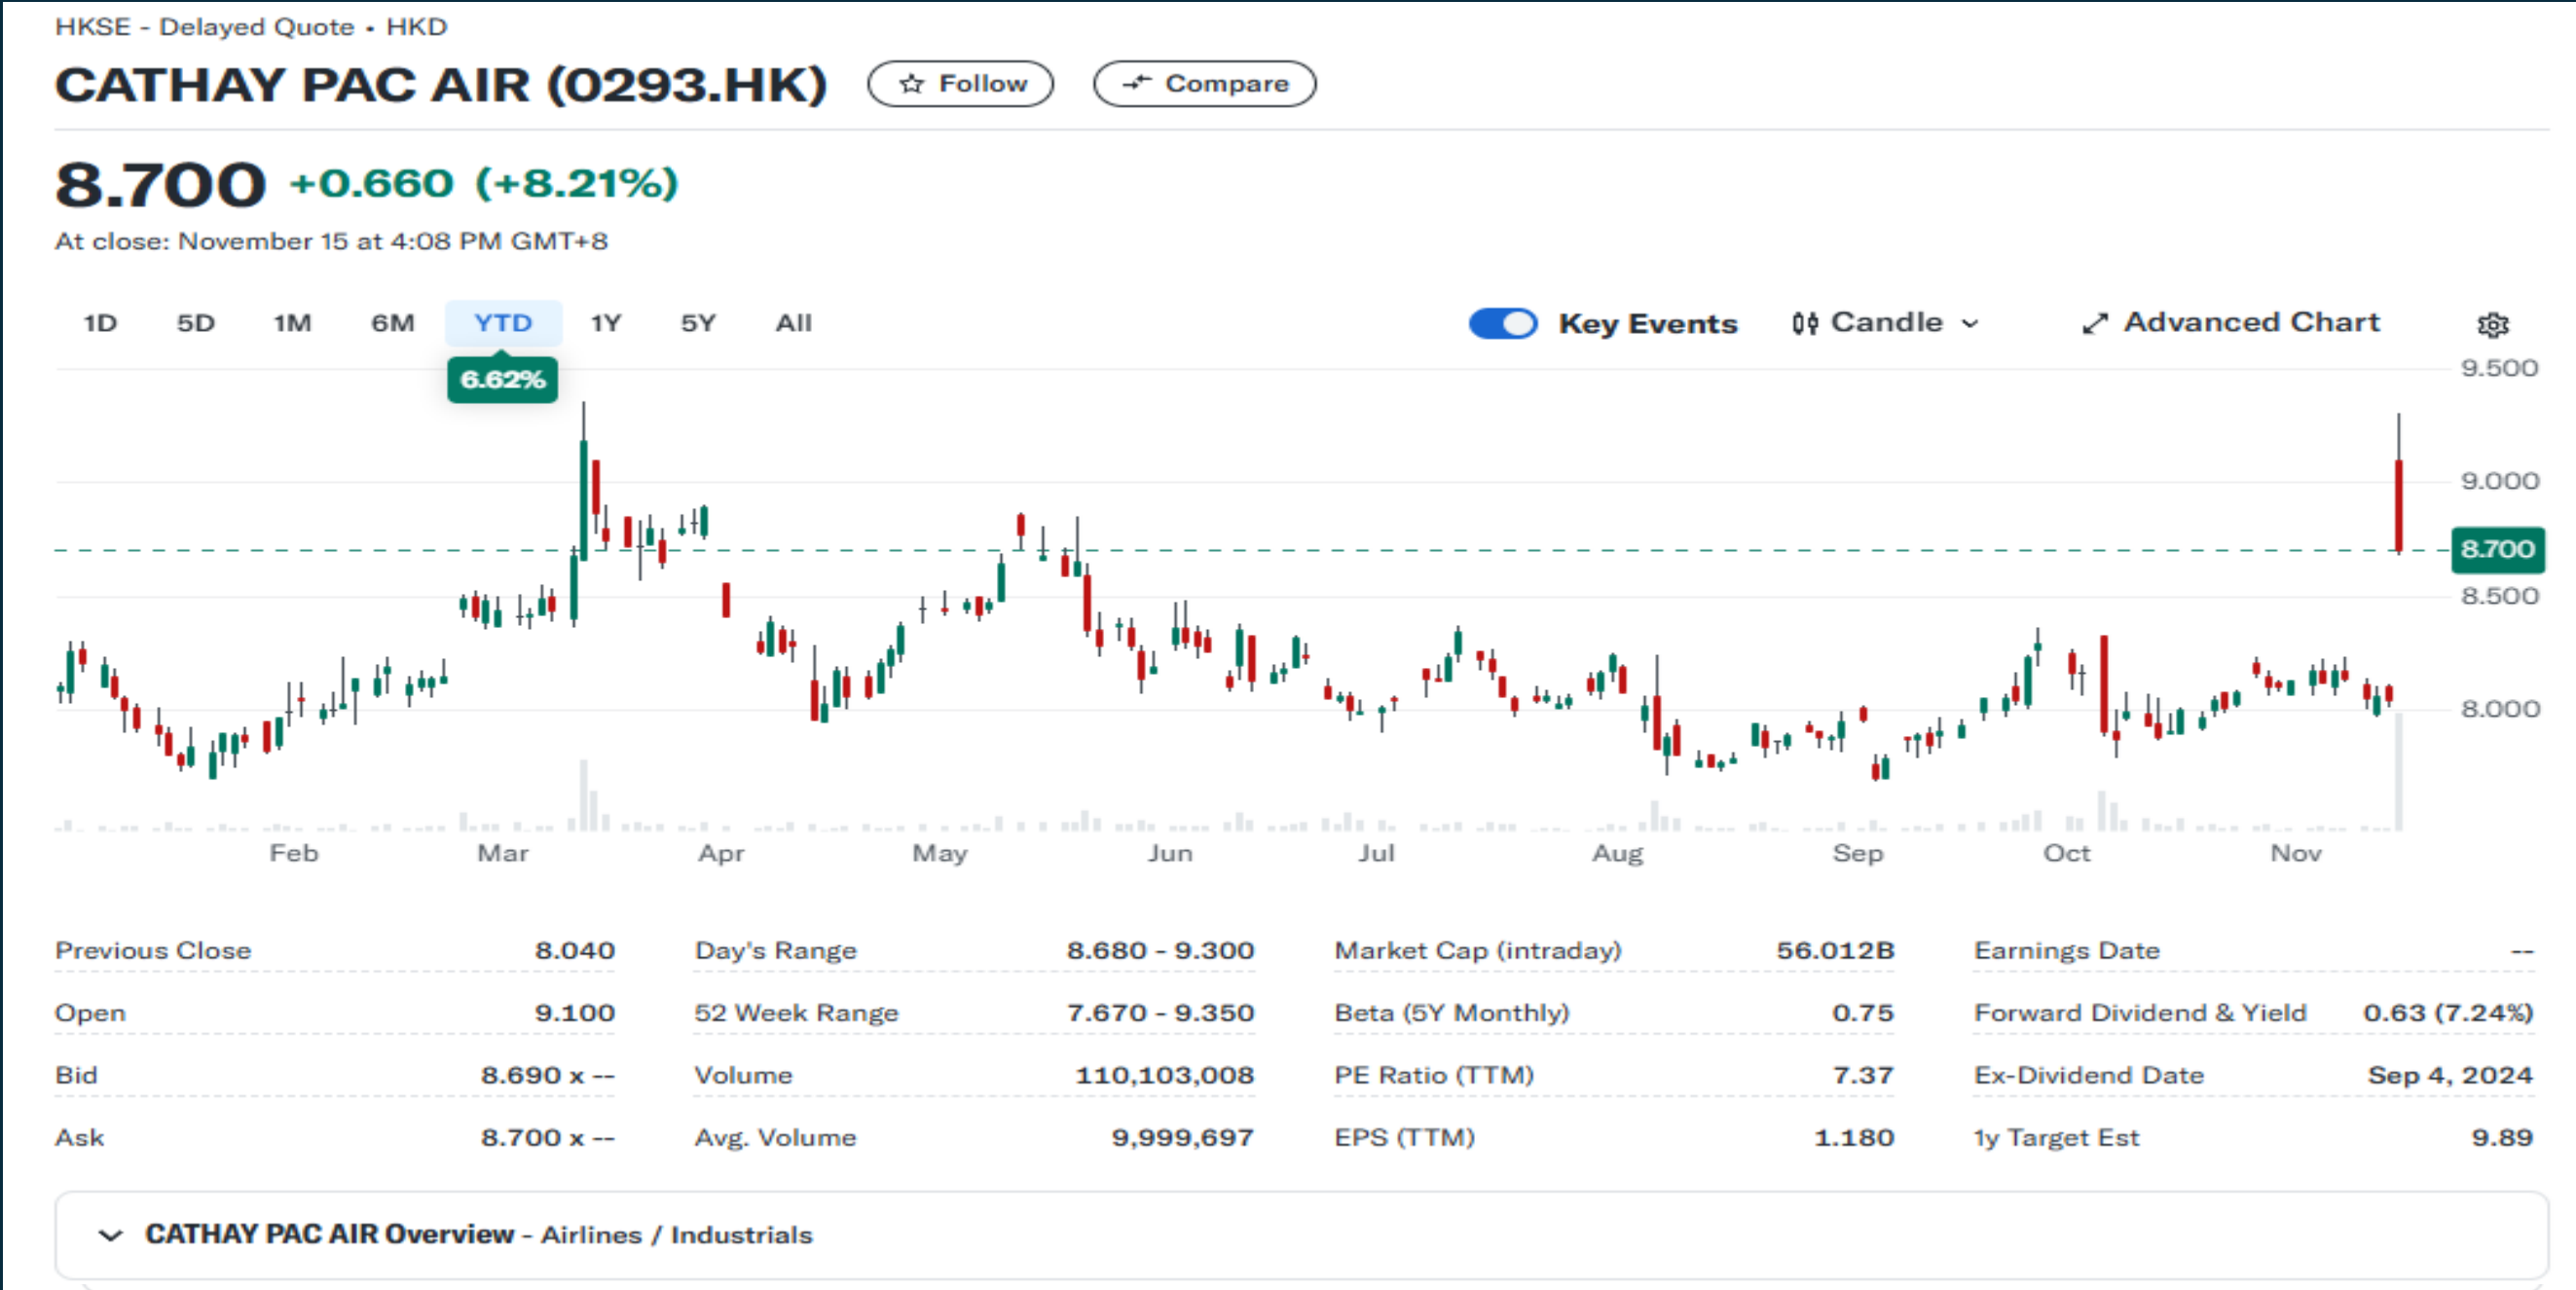 HKSE - Delayed Quote • HKD
CATHAY PAC AIR (0293.HK) Follow Compare
8.700 +0.660 (+8.21%)
At close: November 15 at 4:08 PM GMT+8
1D 5D 1M 6M YTD 1Y 5Y All Key Events Candle Advanced Chart
6.62%
9.500
9.000
8.700
8.500
8.000
Feb Mar Apr May Jun Jul Aug Sep Oct Nov
Previous Close 8.040 Day's Range 8.680 - 9.300 Market Cap (intraday) 56.012B Earnings Date --
Open 9.100 52 Week Range 7.670 - 9.350 Beta (5Y Monthly) 0.75 Forward Dividend & Yield 0.63 (7.24%)
Bid 8.690 x -- Volume 110,103,008 PE Ratio (TTM) 7.37 Ex-Dividend Date Sep 4, 2024
Ask 8.700 x -- Avg. Volume 9,999,697 EPS (TTM) 1.180 1y Target Est 9.89
CATHAY PAC AIR Overview - Airlines / Industrials